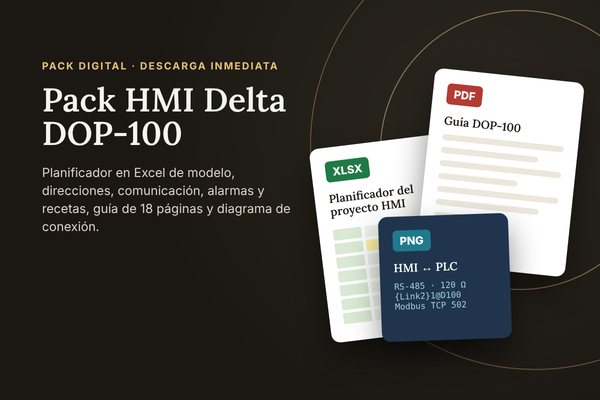 PACK DIGITAL · DESCARGA INMEDIATA
Pack HMI Delta
DOP-100
Planificador en Excel de modelo,
direcciones, comunicación, alarmas y
recetas, guía de 18 páginas y diagrama de
conexión.
PDF
Guía DOP-100
XLSX
Planificador del
proyecto HMI
PNG
HMI ↔ PLC
RS-485 · 120 Ω
{Link2}1@D100
Modbus TCP 502